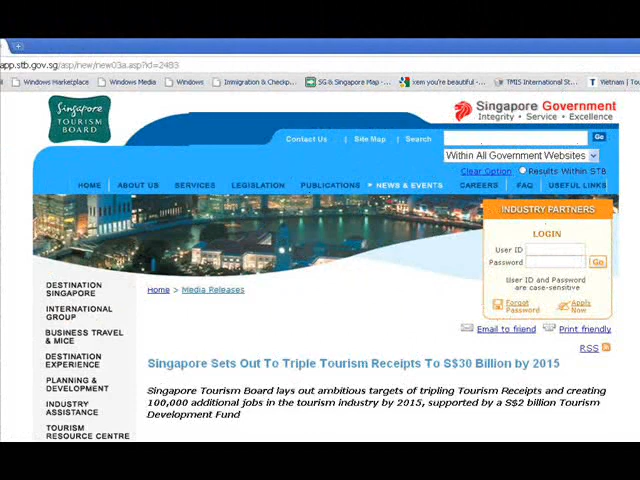 app.stb.gov.sg/asp/new/new03a.asp?id=2483
Windows Marketplace
Windows Media
Windows
Immigration & Checkp...
SG & Singapore Map -...
xem you're beautiful -...
TMIS International St...
Vietnam | Tou
Singapore
TOURISM
BOARD
Singapore Government
Integrity • Service • Excellence
Contact Us | Site Map | Search
Go
Within All Government Websites
Clear Option Results Within STB
HOME ABOUT US SERVICES LEGISLATION PUBLICATIONS NEWS & EVENTS CAREERS FAQ USEFUL LINKS
INDUSTRY PARTNERS
LOGIN
User ID
Password Go
User ID and Password
are case-sensitive
Forgot
Password
Apply
Now
DESTINATION
SINGAPORE
INTERNATIONAL
GROUP
BUSINESS TRAVEL
& MICE
DESTINATION
EXPERIENCE
PLANNING &
DEVELOPMENT
INDUSTRY
ASSISTANCE
TOURISM
RESOURCE CENTRE
Home > Media Releases
Email to friend Print friendly
RSS
Singapore Sets Out To Triple Tourism Receipts To S$30 Billion by 2015
Singapore Tourism Board lays out ambitious targets of tripling Tourism Receipts and creating
100,000 additional jobs in the tourism industry by 2015, supported by a S$2 billion Tourism
Development Fund